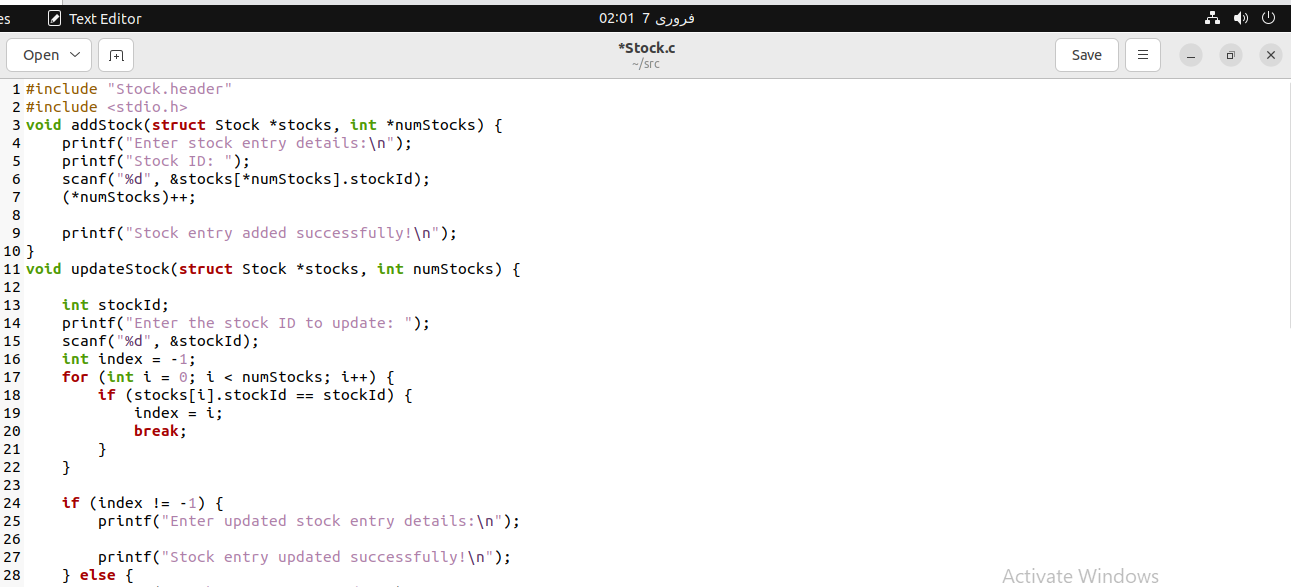 es Text Editor 02:01 7 فروری
Open *Stock.c Save
~/src
1 #include "Stock.header"
2 #include <stdio.h>
3 void addStock(struct Stock *stocks, int *numStocks) {
4     printf("Enter stock entry details:\n");
5     printf("Stock ID: ");
6     scanf("%d", &stocks[*numStocks].stockId);
7     (*numStocks)++;
8
9     printf("Stock entry added successfully!\n");
10 }
11 void updateStock(struct Stock *stocks, int numStocks) {
12
13     int stockId;
14     printf("Enter the stock ID to update: ");
15     scanf("%d", &stockId);
16     int index = -1;
17     for (int i = 0; i < numStocks; i++) {
18         if (stocks[i].stockId == stockId) {
19             index = i;
20             break;
21         }
22     }
23
24     if (index != -1) {
25         printf("Enter updated stock entry details:\n");
26
27         printf("Stock entry updated successfully!\n");
28     } else {
Activate Windows